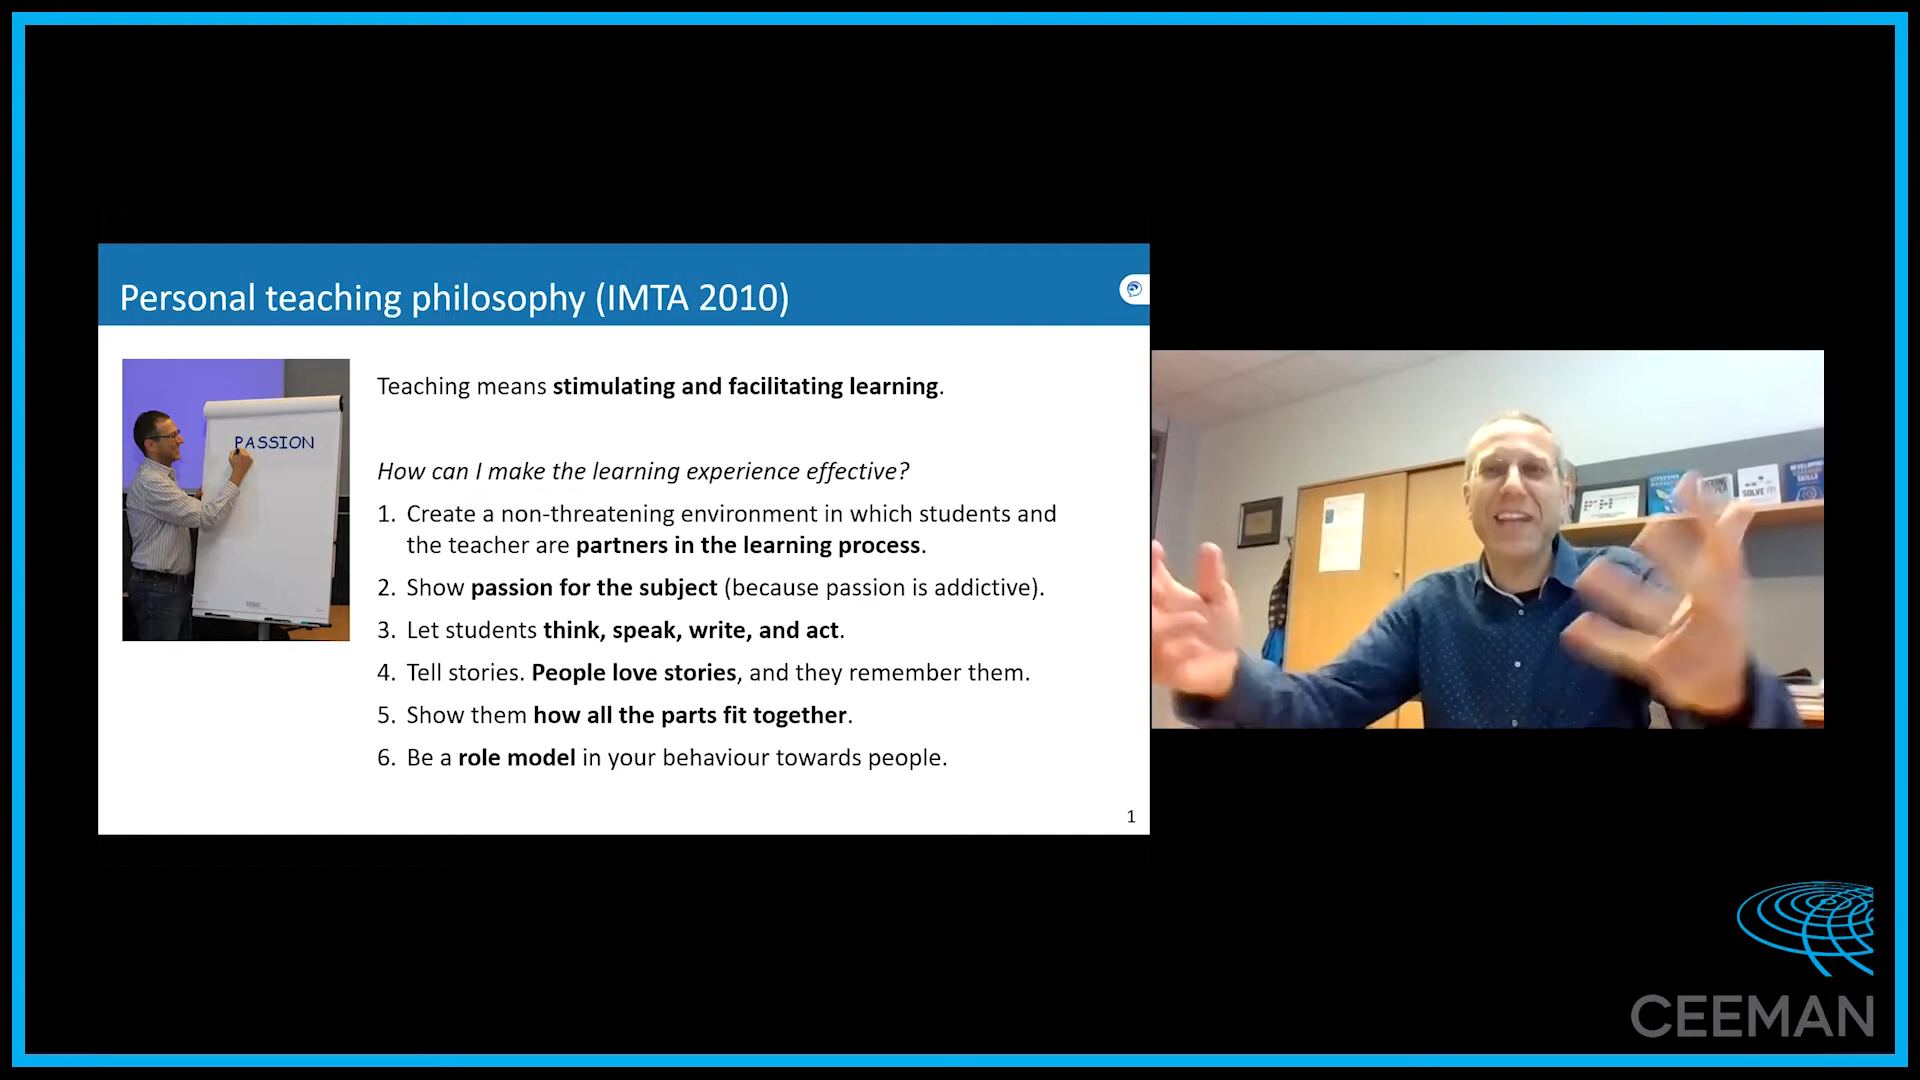 Personal teaching philosophy (IMTA 2010)
PASSION
Teaching means stimulating and facilitating learning.
How can I make the learning experience effective?
1. Create a non-threatening environment in which students and
the teacher are partners in the learning process.
2. Show passion for the subject (because passion is addictive).
3. Let students think, speak, write, and act.
4. Tell stories. People love stories, and they remember them.
5. Show them how all the parts fit together.
6. Be a role model in your behaviour towards people.
1
SOLVE IT!
SKILLS
CEEMAN